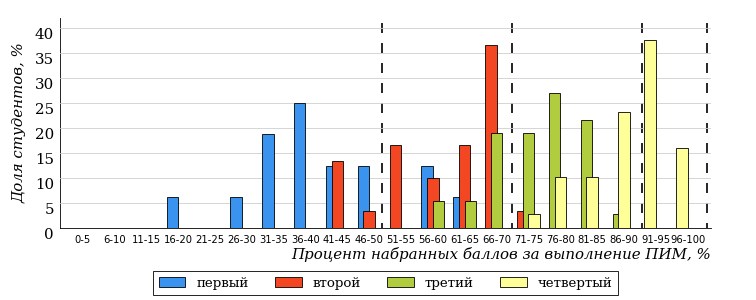 Доля студентов, %
40
35
30
25
20
15
10
5
0
0-5 6-10 11-15 16-20 21-25 26-30 31-35 36-40 41-45 46-50 51-55 56-60 61-65 66-70 71-75 76-80 81-85 86-90 91-95 96-100
Процент набранных баллов за выполнение ПИМ, %
первый второй третий четвертый